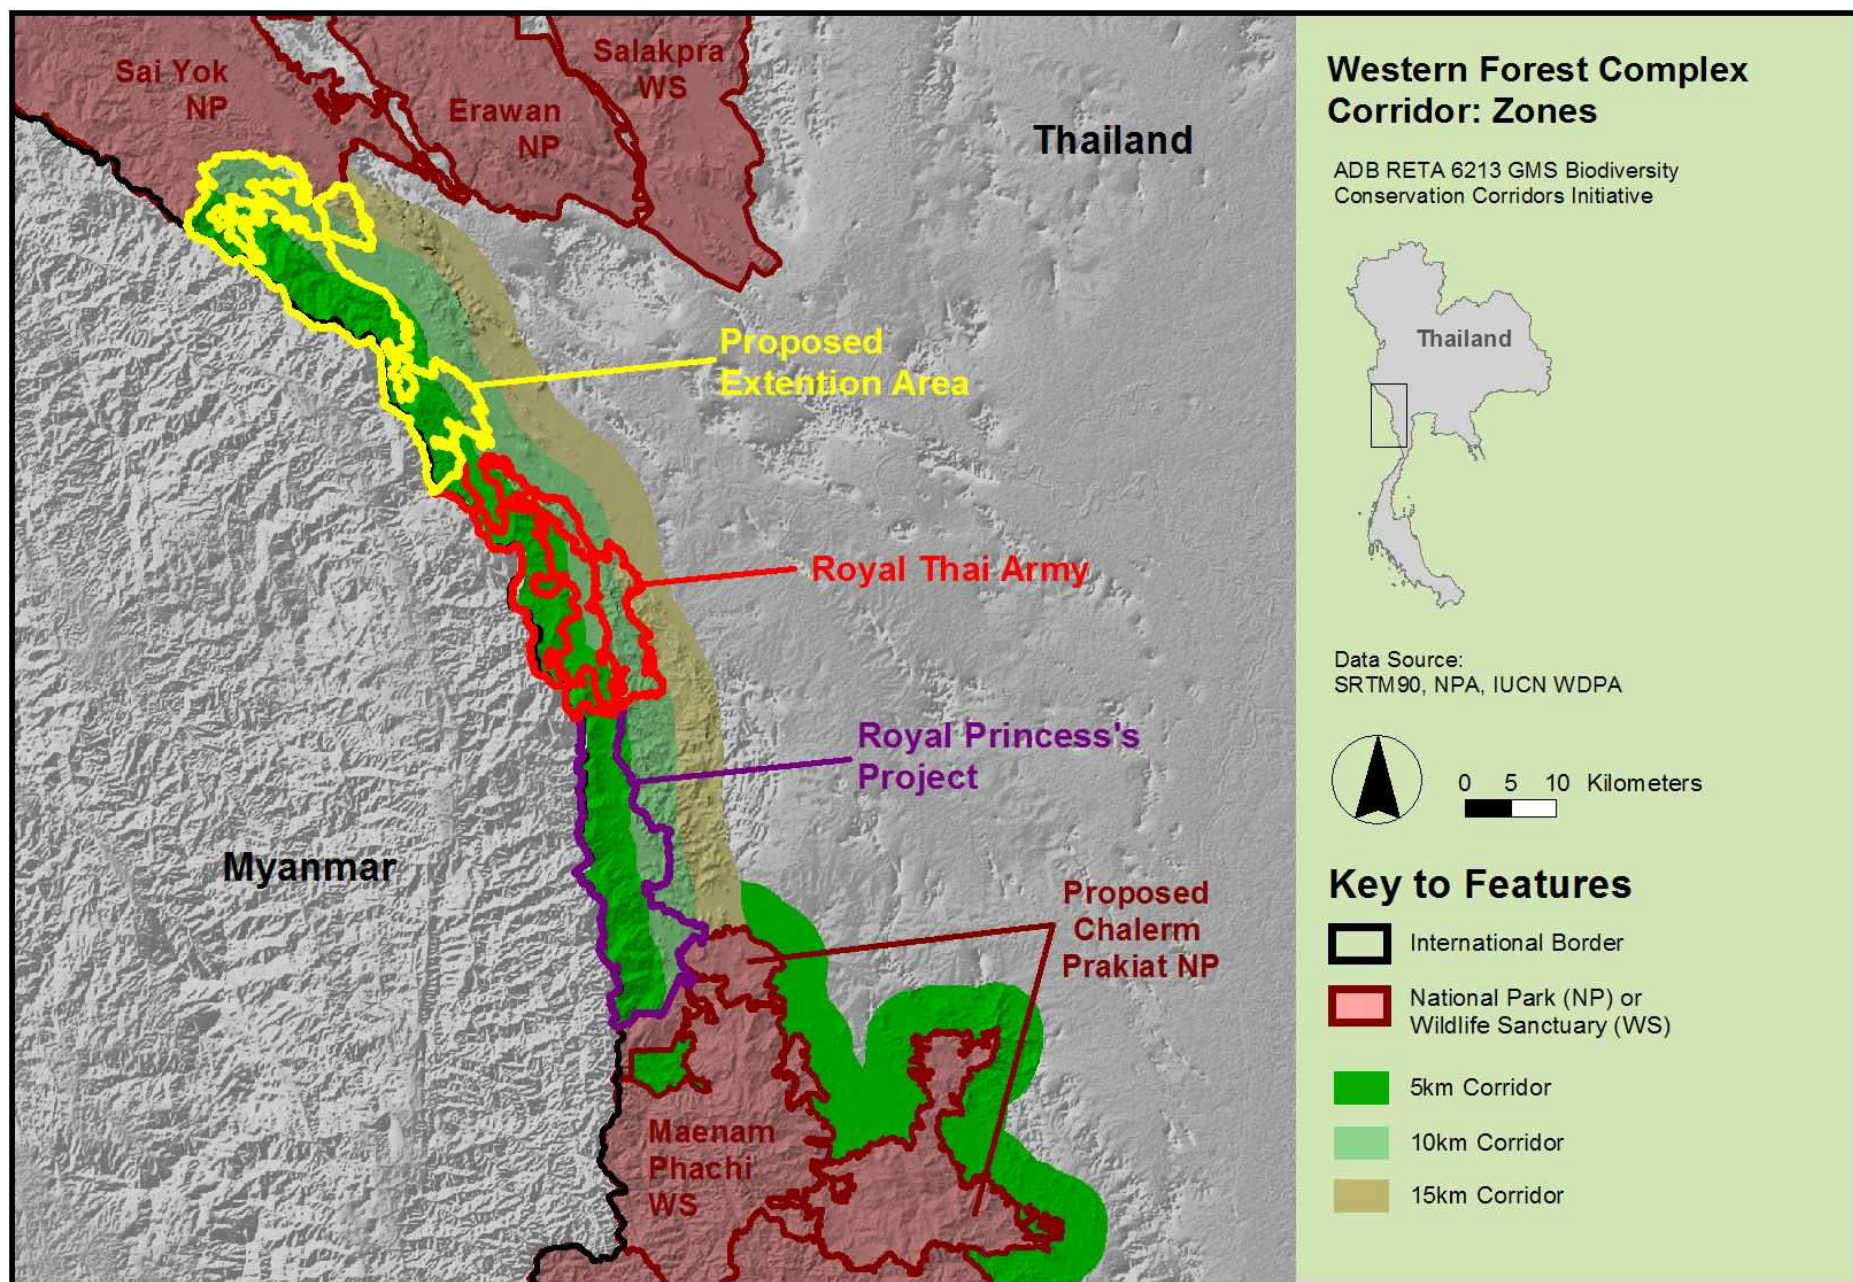 Sai Yok
NP
Erawan
NP
Salakpra
WS
Thailand
Proposed
Extention Area
Royal Thai Army
Royal Princess's
Project
Myanmar
Proposed
Chalerm
Prakiat NP
Maenam
Phachi
WS
Western Forest Complex
Corridor: Zones
ADB RETA 6213 GMS Biodiversity
Conservation Corridors Initiative
Thailand
Data Source:
SRTM90, NPA, IUCN WDPA
0 5 10 Kilometers
Key to Features
International Border
National Park (NP) or
Wildlife Sanctuary (WS)
5km Corridor
10km Corridor
15km Corridor